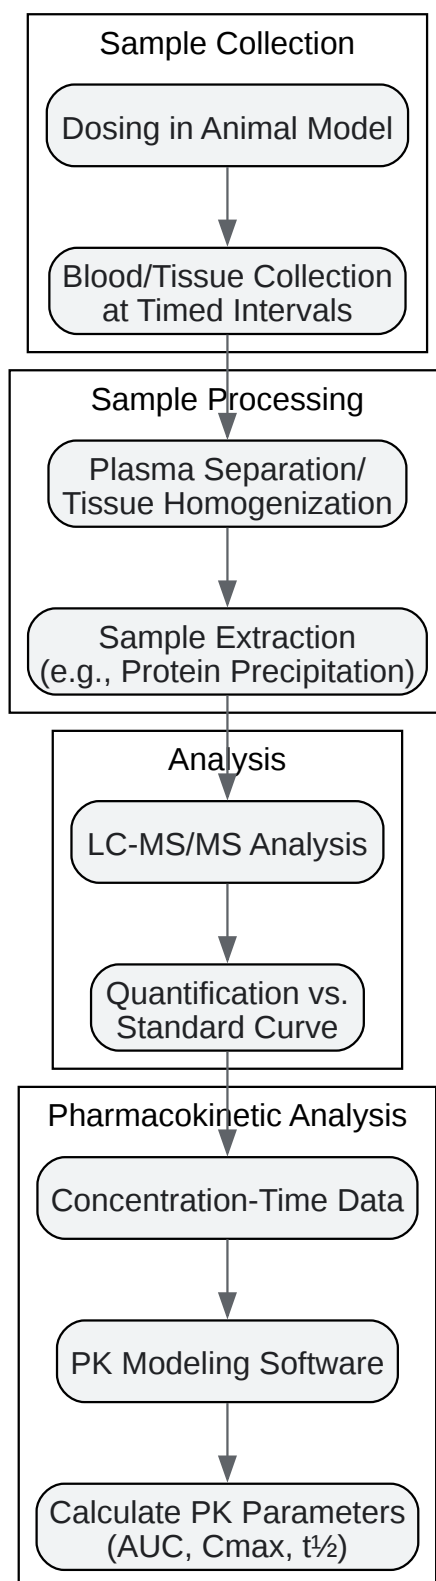 Sample Collection
Dosing in Animal Model
Blood/Tissue Collection
at Timed Intervals
Sample Processing
Plasma Separation/
Tissue Homogenization
Sample Extraction
(e.g., Protein Precipitation)
Analysis
LC-MS/MS Analysis
Quantification vs.
Standard Curve
Pharmacokinetic Analysis
Concentration-Time Data
PK Modeling Software
Calculate PK Parameters
(AUC, Cmax, t½)